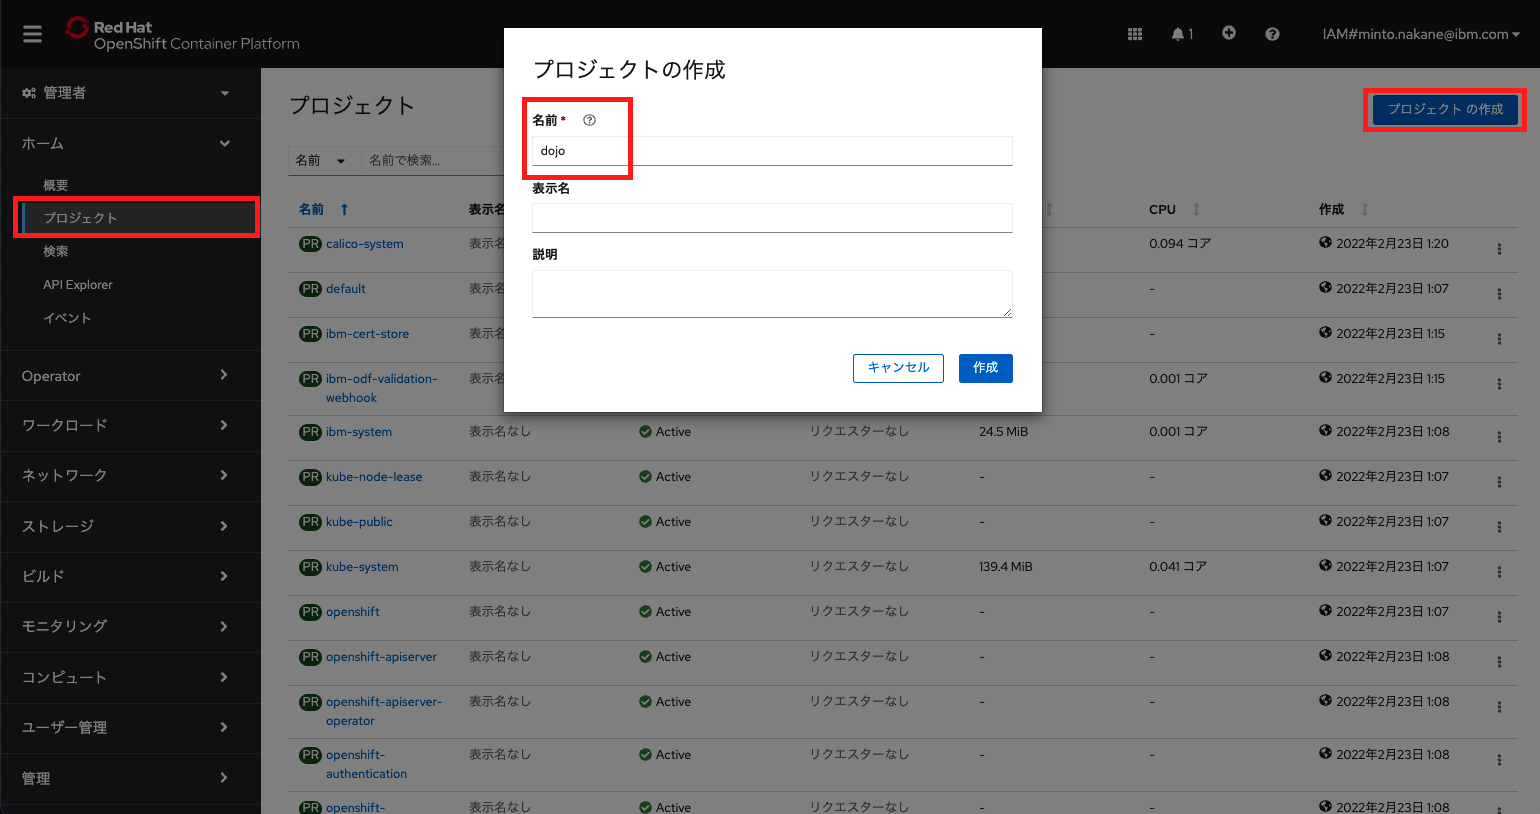 Red Hat
OpenShift Container Platform
1
IAM#minto.nakane@ibm.com
管理者
ホーム
概要
プロジェクト
検索
API Explorer
イベント
Operator
ワークロード
ネットワーク
ストレージ
ビルド
モニタリング
コンピュート
ユーザー管理
管理
プロジェクト
プロジェクト の作成
名前 名前で検索...
プロジェクトの作成
名前 *
dojo
表示名
説明
キャンセル 作成
名前 表示名 CPU 作成
PR calico-system 表示名 0.094 コア 2022年2月23日 1:20
PR default 表示名 - 2022年2月23日 1:07
PR ibm-cert-store 表示名 - 2022年2月23日 1:15
PR ibm-odf-validation-webhook 表示名 0.001 コア 2022年2月23日 1:15
PR ibm-system 表示名なし Active リクエスターなし 24.5 MiB 0.001 コア 2022年2月23日 1:08
PR kube-node-lease 表示名なし Active リクエスターなし - - 2022年2月23日 1:07
PR kube-public 表示名なし Active リクエスターなし - - 2022年2月23日 1:07
PR kube-system 表示名なし Active リクエスターなし 139.4 MiB 0.041 コア 2022年2月23日 1:07
PR openshift 表示名なし Active リクエスターなし - - 2022年2月23日 1:07
PR openshift-apiserver 表示名なし Active リクエスターなし - - 2022年2月23日 1:08
PR openshift-apiserver-operator 表示名なし Active リクエスターなし - - 2022年2月23日 1:08
PR openshift-authentication 表示名なし Active リクエスターなし - - 2022年2月23日 1:08
PR openshift- 表示名なし Active リクエスターなし - - 2022年2月23日 1:08